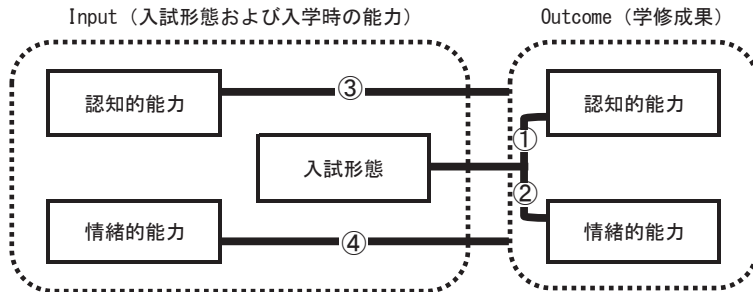 Input（入試形態および入学時の能力）
Outcome（学修成果）
認知的能力
③
認知的能力
①
入試形態
②
情緒的能力
④
情緒的能力